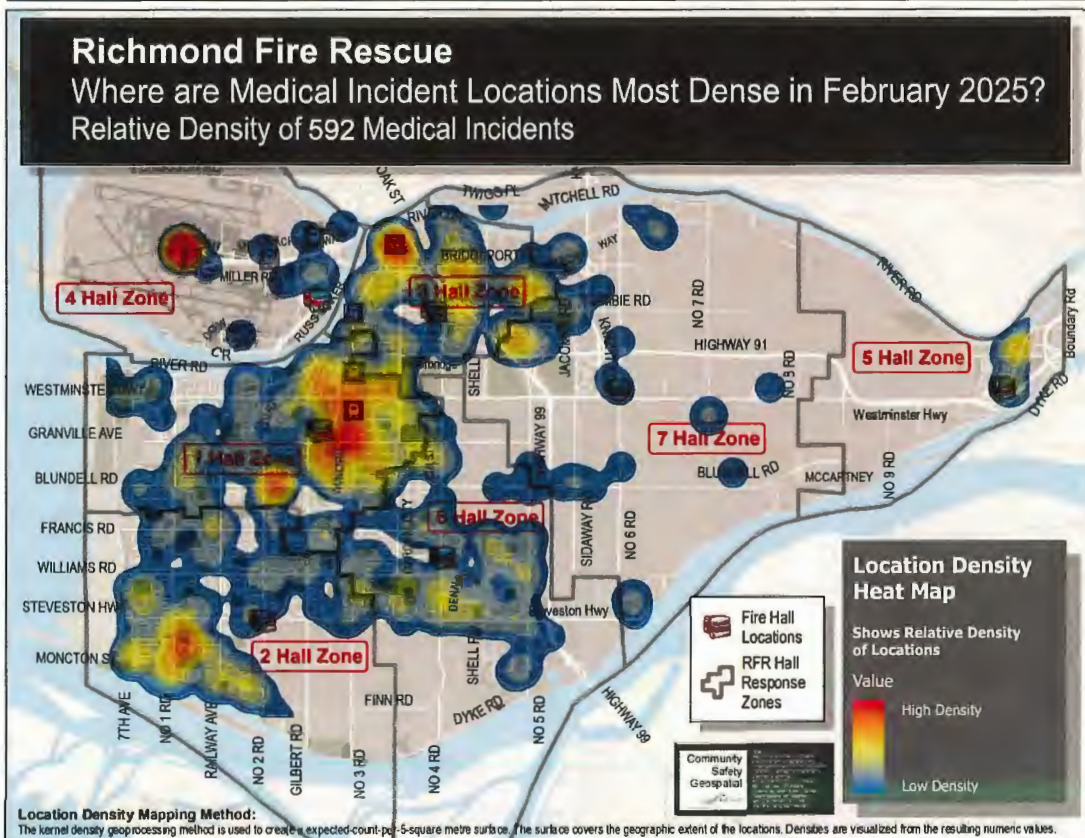 Richmond Fire Rescue
Where are Medical Incident Locations Most Dense in February 2025?
Relative Density of 592 Medical Incidents
OAK ST
TWIGG PL
MITCHELL RD
BRIDGEPORT
WAY
MILLER RD
4 Hall Zone
3 Hall Zone
RIVER RD
NO 7 RD
HIGHWAY 91
5 Hall Zone
Boundary Rd
RIVER RD
WESTMINSTER HWY
SHELL
NO 8 RD
DYKE RD
Westminster Hwy
GRANVILLE AVE
7 Hall Zone
1 Hall Zone
HIGHWAY 99
BLUNDELL RD
BLUNDELL RD
MCCARTNEY
NO 9 RD
FRANCIS RD
6 Hall Zone
SIDAWAY RD
NO 6 RD
WILLIAMS RD
STEVESTON HW
Steveston Hwy
MONCTON ST
2 Hall Zone
SHELL R
FINN RD
DYKE RD
HIGHWAY 99
7TH AVE
NO 1 RD
RAILWAY AVE
NO 2 RD
GILBERT RD
NO 3 RD
NO 4 RD
NO 5 RD
Fire Hall
Locations
RFR Hall
Response
Zones
Community
Safety
Geospatial
Location Density
Heat Map
Shows Relative Density
of Locations
Value
High Density
Low Density
Location Density Mapping Method:
The kernel density geoprocessing method is used to create a expected-count-per-5-square metre surface. The surface covers the geographic extent of the locations. Densities are visualized from the resulting numeric values.